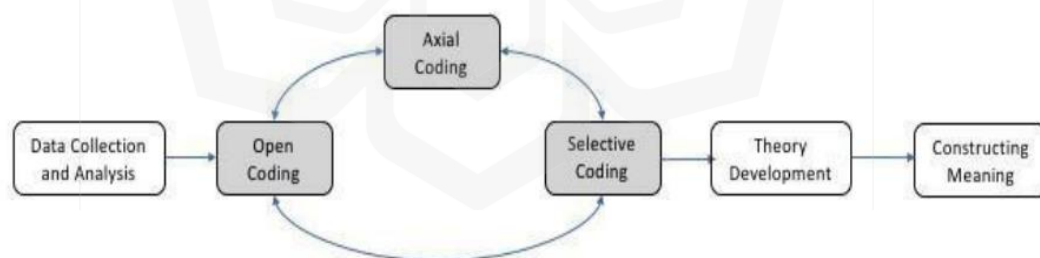 Axial
Coding
Data Collection
and Analysis
Open
Coding
Selective
Coding
Theory
Development
Constructing
Meaning